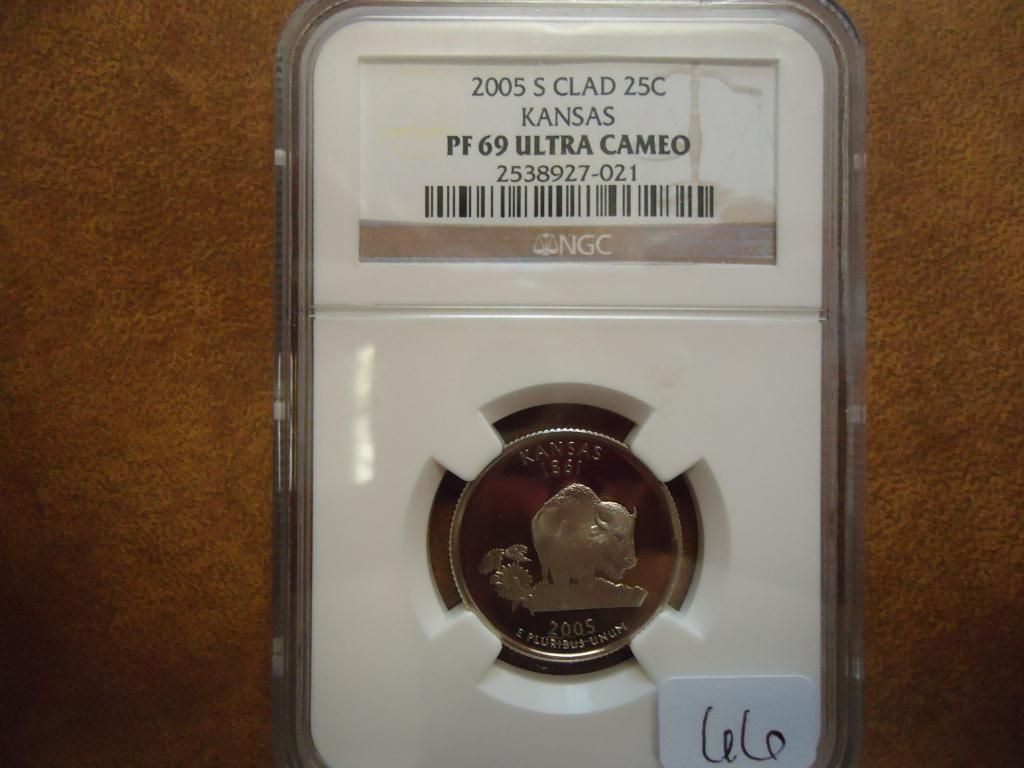 2005 S CLAD 25C
KANSAS
PF 69 ULTRA CAMEO
2538927-021
NGC
KANSAS
1861
2005
E PLURIBUS UNUM
66